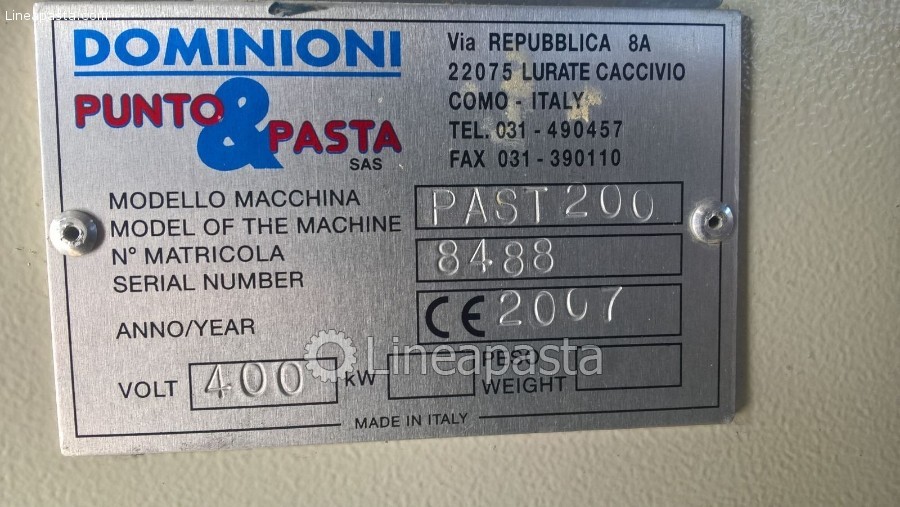 Lineapasta.com
DOMINIONI
PUNTO & PASTA
SAS
Via REPUBBLICA 8A
22075 LURATE CACCIVIO
COMO - ITALY
TEL. 031 - 490457
FAX 031 - 390110
MODELLO MACCHINA
MODEL OF THE MACHINE
PAST 200
N° MATRICOLA
SERIAL NUMBER
8488
ANNO/YEAR
CE 2007
Lineapasta
VOLT 400 kW
PESO
WEIGHT
MADE IN ITALY